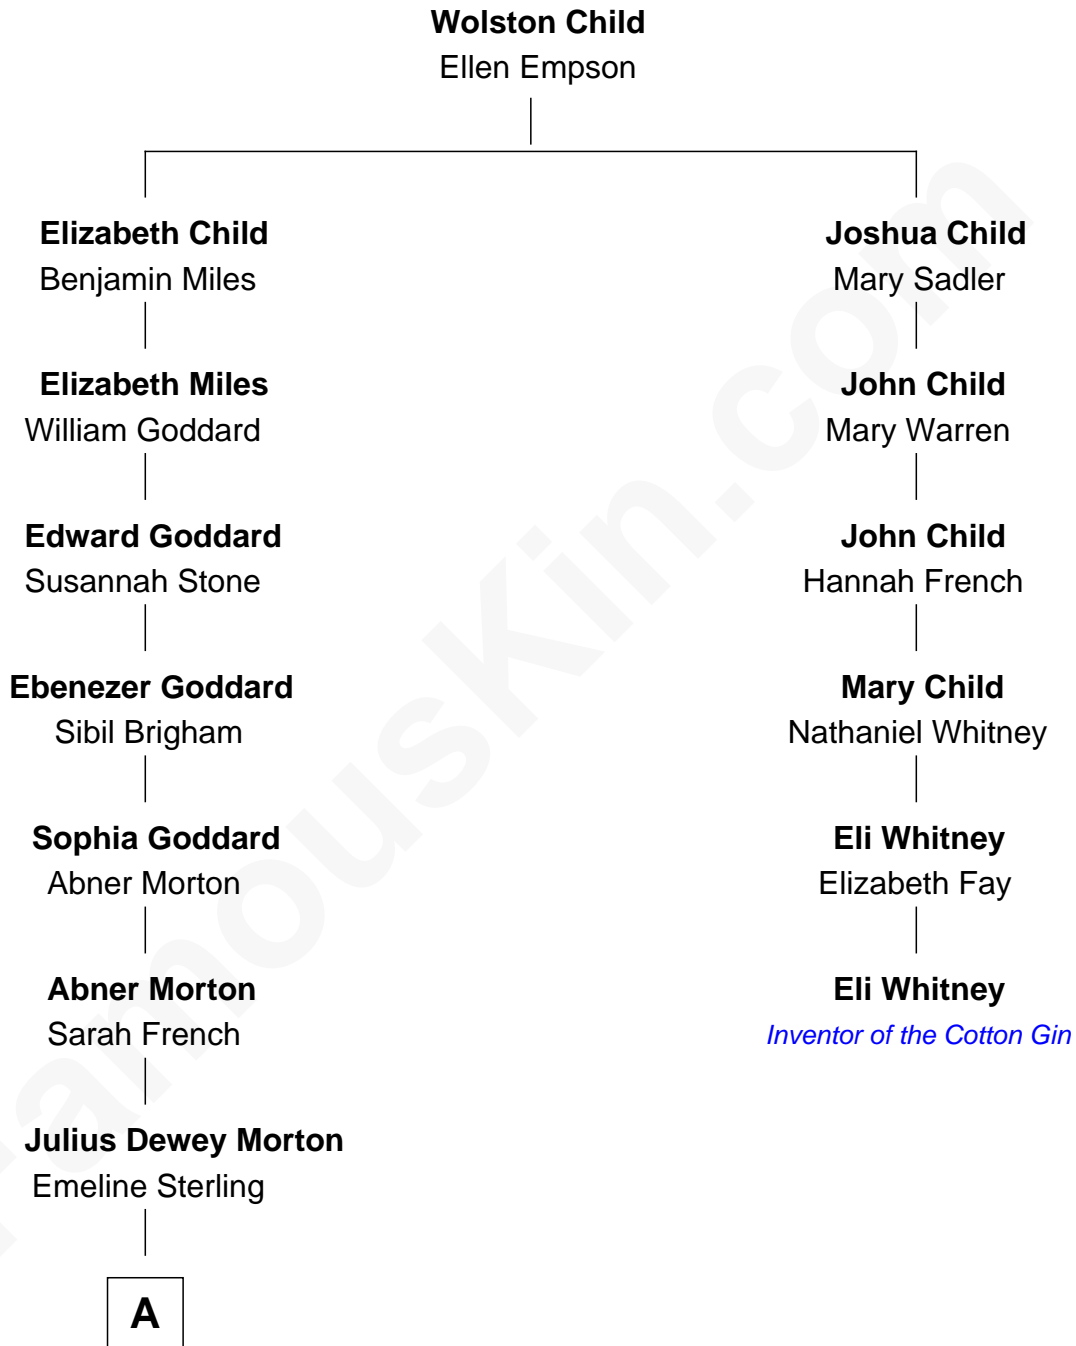 Wolston Child
Ellen Empson
Elizabeth Child
Benjamin Miles
Joshua Child
Mary Sadler
Elizabeth Miles
William Goddard
John Child
Mary Warren
Edward Goddard
Susannah Stone
John Child
Hannah French
Ebenezer Goddard
Sibil Brigham
Mary Child
Nathaniel Whitney
Sophia Goddard
Abner Morton
Eli Whitney
Elizabeth Fay
Abner Morton
Sarah French
Eli Whitney
Inventor of the Cotton Gin
Julius Dewey Morton
Emeline Sterling
A
FamousKin.com